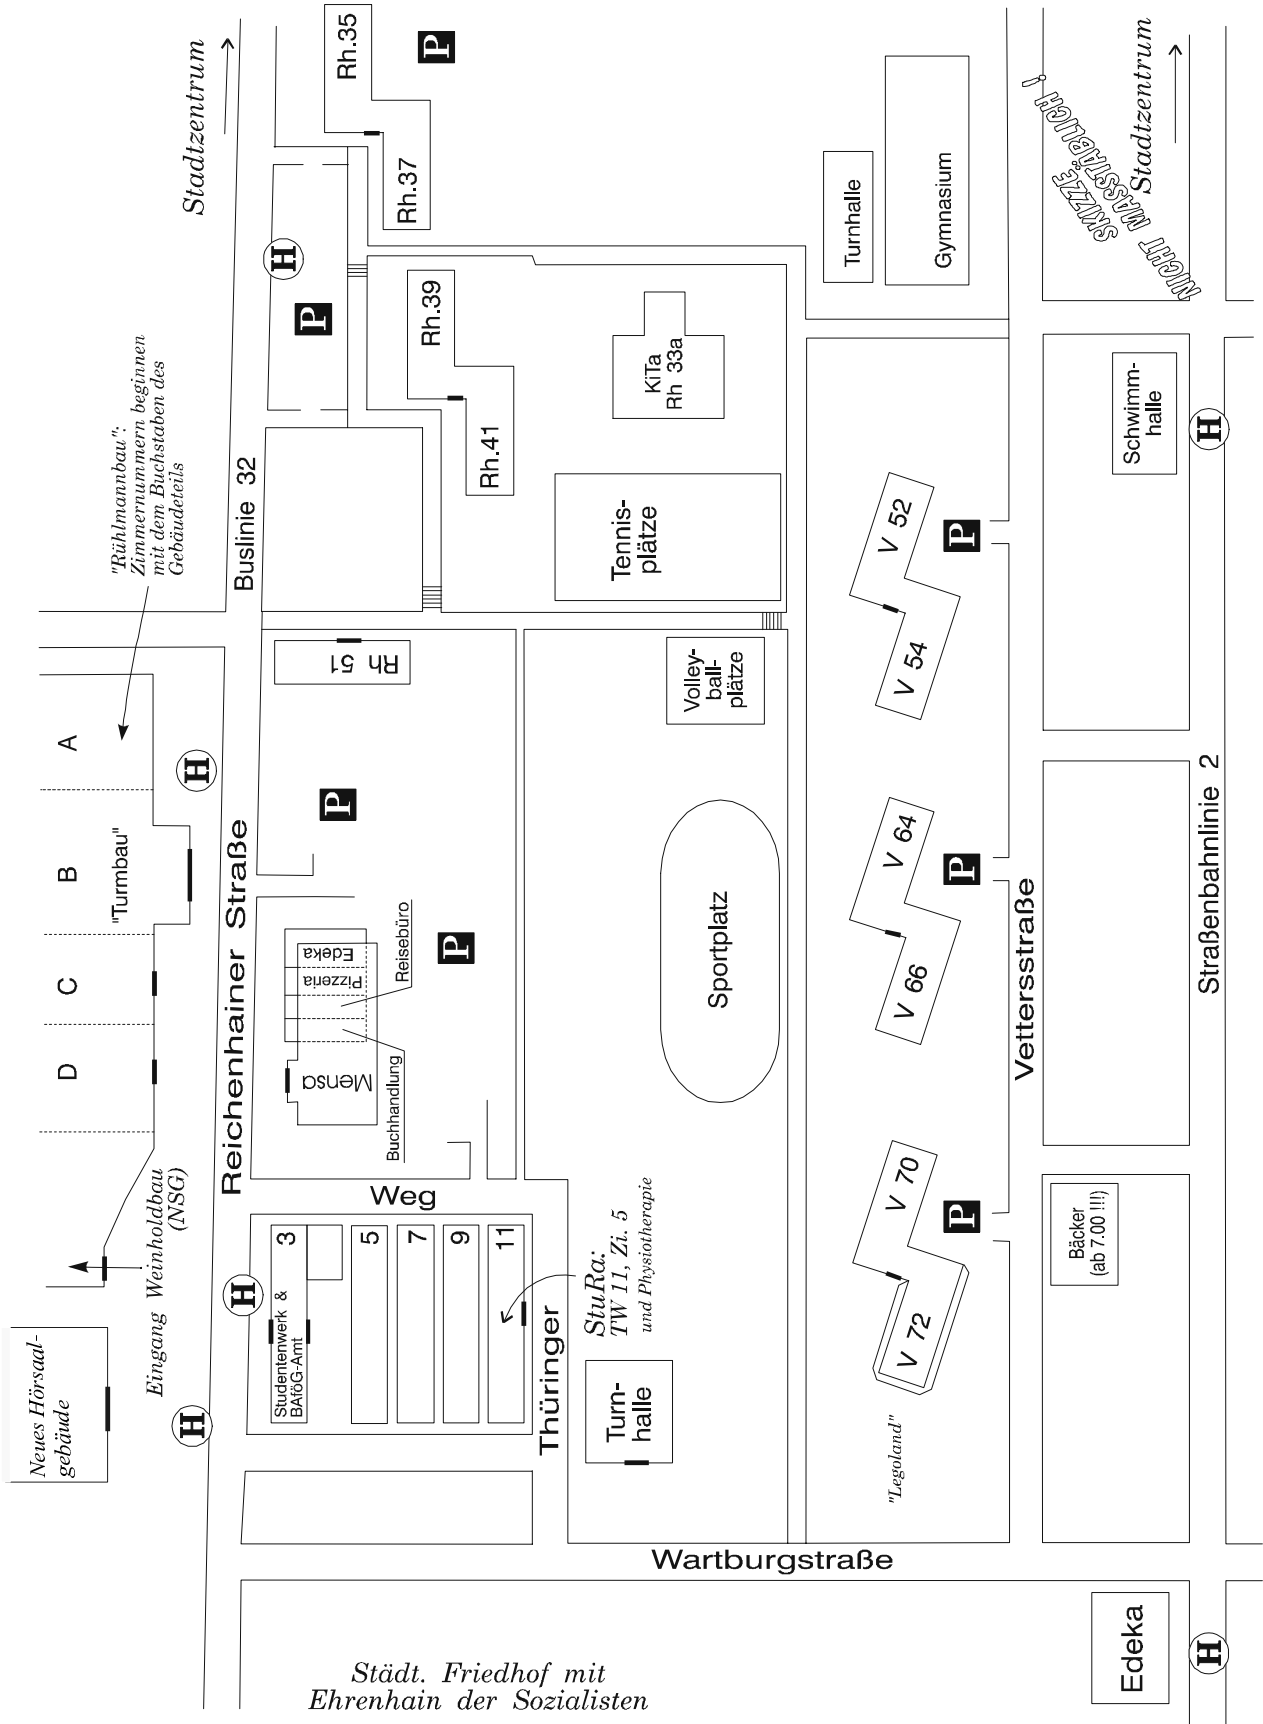 Stadtzentrum
Rh.35
P
Rh.37
H
P
Rh.39
Rh.41
KiTa
Rh 33a
Turnhalle
Gymnasium
SKIZZE
NICHT MASSTÄBLICH !
Stadtzentrum
"Rühlmannbau":
Zimmernummern beginnen
mit dem Buchstaben des
Gebäudeteils
Buslinie 32
Tennis-
plätze
V 52
V 54
P
Schwimm-
halle
H
Rh 51
Volley-
ball-
plätze
A
B
C
D
"Turmbau"
H
P
Reichenhainer Straße
Edeka
Pizzeria
Reisebüro
Mensa
Buchhandlung
P
Sportplatz
V 64
V 66
P
Vettersstraße
Straßenbahnlinie 2
Eingang Weinholdbau
(NSG)
Weg
H
3
Studentenwerk &
BAföG-Amt
5
7
9
11
Thüringer
StuRa:
TW 11, Zi. 5
und Physiotherapie
V 70
V 72
P
Bäcker
(ab 7.00 !!!)
Neues Hörsaal-
gebäude
H
Turn-
halle
"Legoland"
Wartburgstraße
Städt. Friedhof mit
Ehrenhain der Sozialisten
Edeka
H